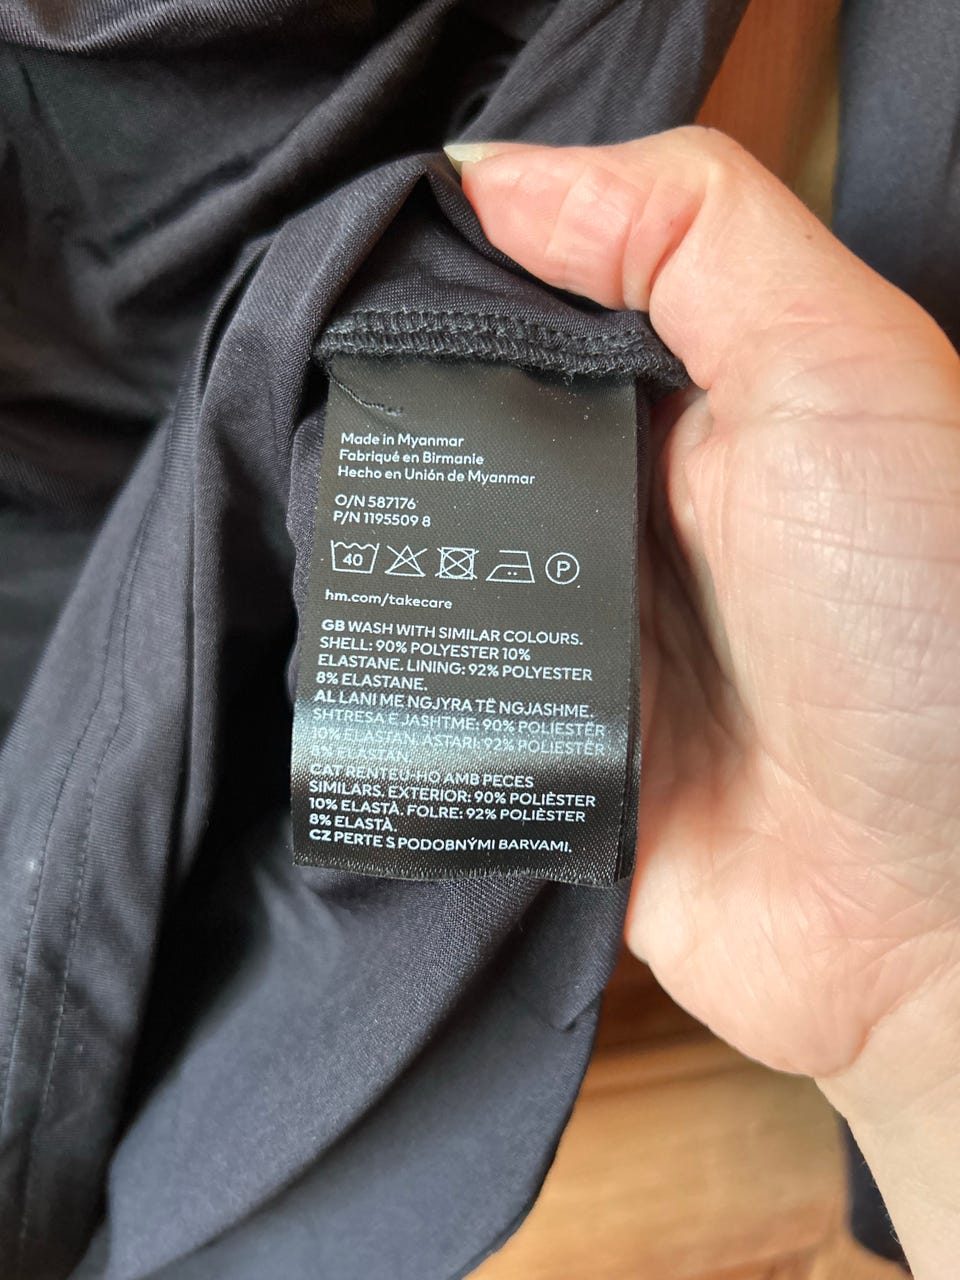 Made in Myanmar
Fabriqué en Birmanie
Hecho en Unión de Myanmar
O/N 587176
P/N 1195509 8
40 P
hm.com/takecare
GB WASH WITH SIMILAR COLOURS.
SHELL: 90% POLYESTER 10%
ELASTANE. LINING: 92% POLYESTER
8% ELASTANE.
AL LANI ME NGJYRA TË NGJASHME.
SHTRESA E JASHTME: 90% POLIESTËR
10% ELASTAN. ASTARI: 92% POLIESTËR
8% ELASTAN.
CAT RENTEU-HO AMB PECES
SIMILARS. EXTERIOR: 90% POLIÈSTER
10% ELASTÀ. FOLRE: 92% POLIÈSTER
8% ELASTÀ.
CZ PERTE S PODOBNÝMI BARVAMI.